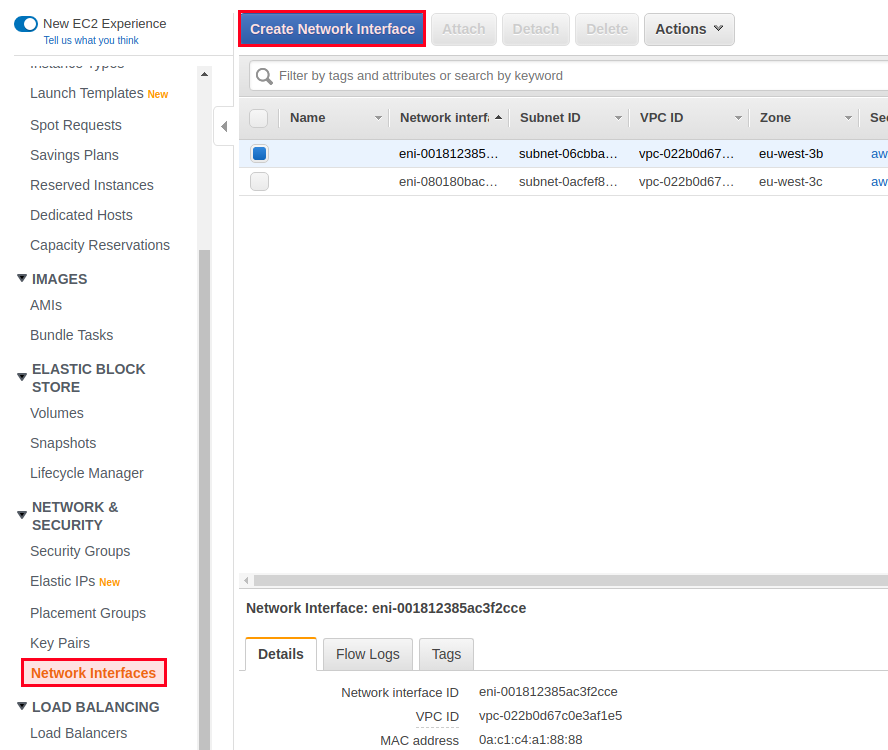 New EC2 Experience
Tell us what you think
Instance Types
Launch Templates New
Spot Requests
Savings Plans
Reserved Instances
Dedicated Hosts
Capacity Reservations
IMAGES
AMIs
Bundle Tasks
ELASTIC BLOCK
STORE
Volumes
Snapshots
Lifecycle Manager
NETWORK &
SECURITY
Security Groups
Elastic IPs New
Placement Groups
Key Pairs
Network Interfaces
LOAD BALANCING
Load Balancers
Create Network Interface Attach Detach Delete Actions
Filter by tags and attributes or search by keyword
Name Network interfa Subnet ID VPC ID Zone Sec
eni-001812385… subnet-06cbba… vpc-022b0d67… eu-west-3b aw
eni-080180bac… subnet-0acfef8… vpc-022b0d67… eu-west-3c aw
Network Interface: eni-001812385ac3f2cce
Details Flow Logs Tags
Network interface ID eni-001812385ac3f2cce
VPC ID vpc-022b0d67c0e3af1e5
MAC address 0a:c1:c4:a1:88:88